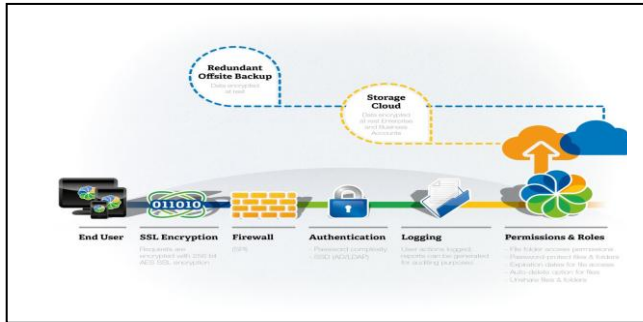 Redundant
Offsite Backup
Data encrypted
at rest
Storage
Cloud
Data encrypted
at rest Enterprise
and Business
Accounts
011010
End User
SSL Encryption
Requests are
encrypted with 256 bit
AES SSL encryption
Firewall
(SPI)
Authentication
- Password complexity
- SSO (AD/LDAP)
Logging
User actions logged,
reports can be generated
for auditing purposes
Permissions & Roles
- File folder access permissions
- Password protect files & folders
- Expiration dates for file access
- Auto delete option for files
- Unshare files & folders